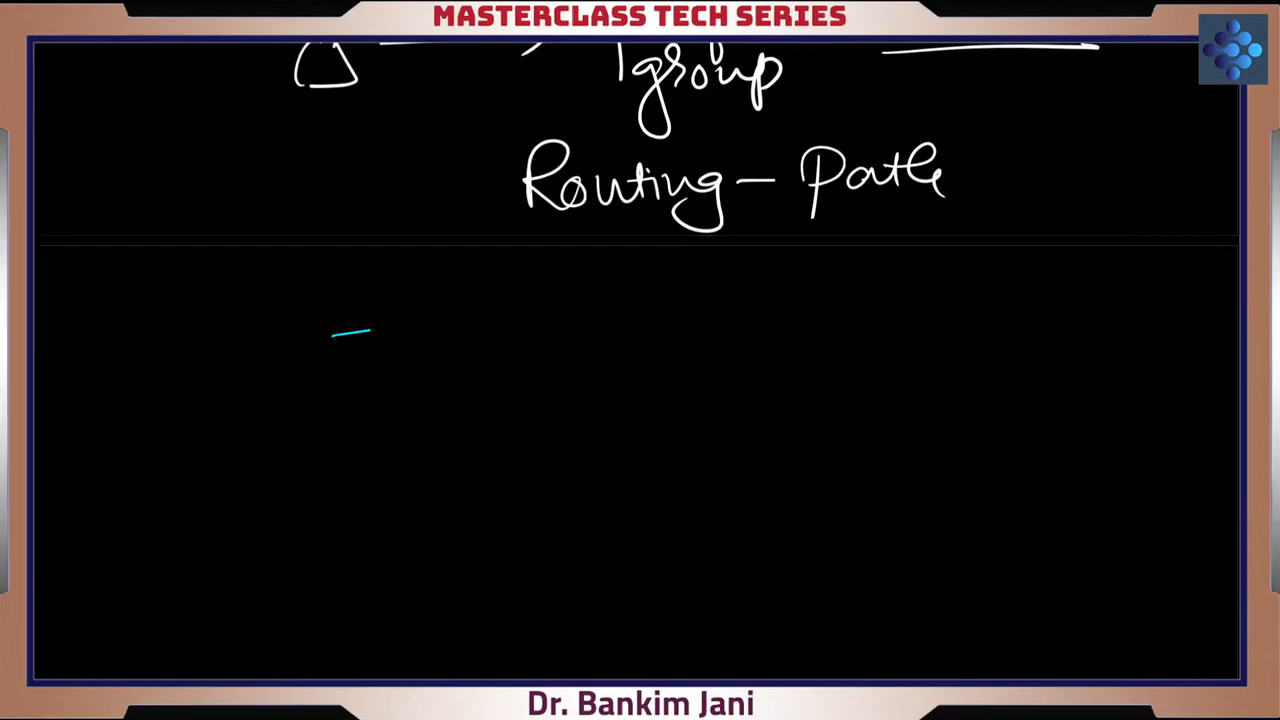 MASTERCLASS TECH SERIES
group
Routing - Path
Dr. Bankim Jani